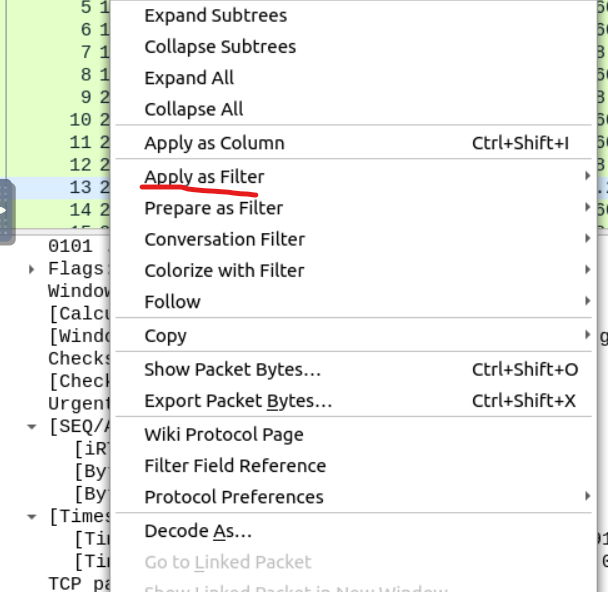 5 1
6 1
7 1
8 1
9 2
10 2
11 2
12 2
13 2
14 2
Expand Subtrees
Collapse Subtrees
Expand All
Collapse All
Apply as Column Ctrl+Shift+I
Apply as Filter
Prepare as Filter
Conversation Filter
Colorize with Filter
Follow
Copy
Show Packet Bytes… Ctrl+Shift+O
Export Packet Bytes… Ctrl+Shift+X
Wiki Protocol Page
Filter Field Reference
Protocol Preferences
Decode As…
Go to Linked Packet
Show Linked Packet in New Window
0101
Flags:
Window
[Calcu
[Windo
Checks
[Check
Urgent
[SEQ/A
[iRT
[By
[By
[Times
[Tim
[Tim
TCP pa